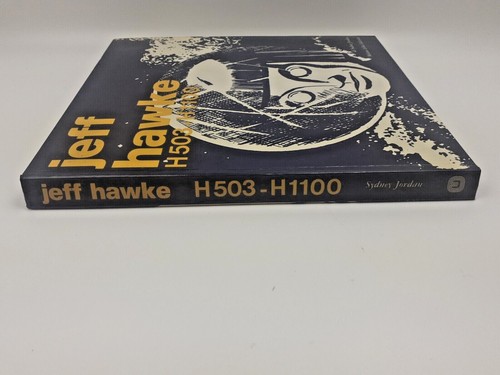 jeff
hawke
H503-H1100
jeff hawke H503-H1100 Sydney Jordan